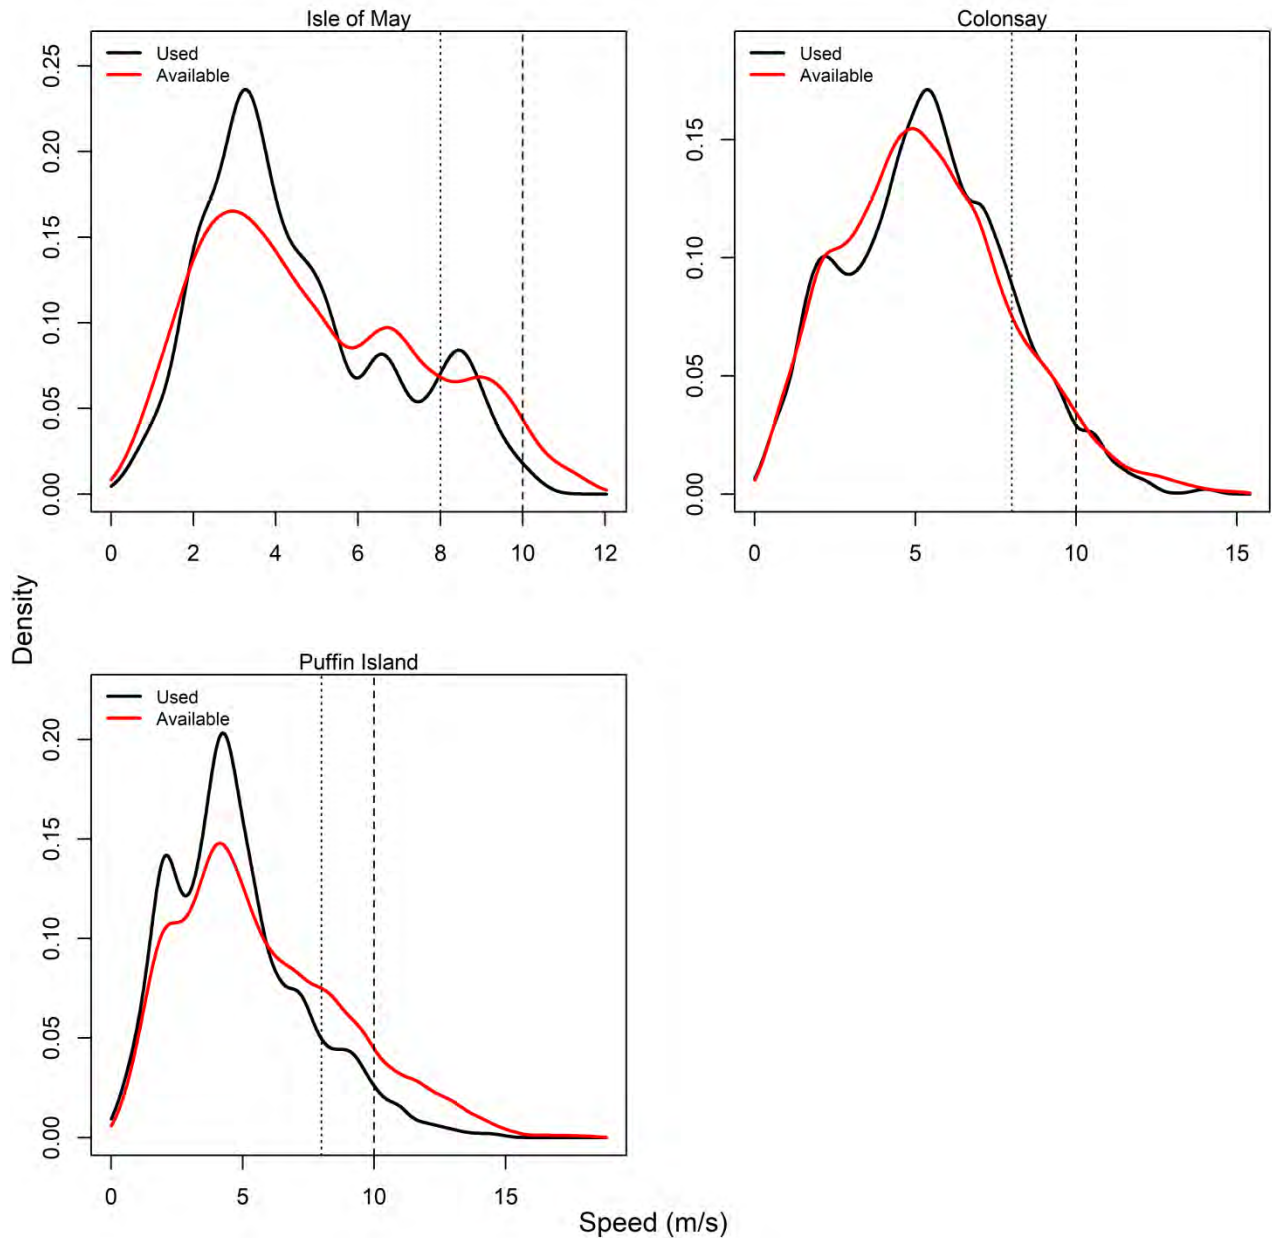 Isle of May
Used
Available
0.25
0.20
0.15
0.10
0.05
0.00
0 2 4 6 8 10 12
Colonsay
Used
Available
0.15
0.10
0.05
0.00
0 5 10 15
Density
Puffin Island
Used
Available
0.20
0.15
0.10
0.05
0.00
0 5 10 15
Speed (m/s)